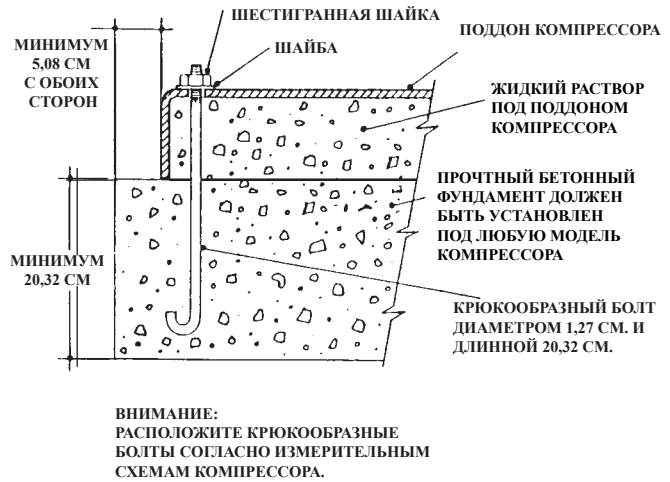 ШЕСТИГРАННАЯ ШАЙКА
ШАЙБА
ПОДДОН КОМПРЕССОРА
МИНИМУМ
5,08 СМ
С ОБОИХ
СТОРОН
ЖИДКИЙ РАСТВОР
ПОД ПОДДОНОМ
КОМПРЕССОРА
ПРОЧТНЫЙ БЕТОННЫЙ
ФУНДАМЕНТ ДОЛЖЕН
БЫТЬ УСТАНОВЛЕН
ПОД ЛЮБУЮ МОДЕЛЬ
КОМПРЕССОРА
МИНИМУМ
20,32 СМ
КРЮКООБРАЗНЫЙ БОЛТ
ДИАМЕТРОМ 1,27 СМ. И
ДЛИННОЙ 20,32 СМ.
ВНИМАНИЕ:
РАСПОЛОЖИТЕ КРЮКООБРАЗНЫЕ
БОЛТЫ СОГЛАСНО ИЗМЕРИТЕЛЬНЫМ
СХЕМАМ КОМПРЕССОРА.